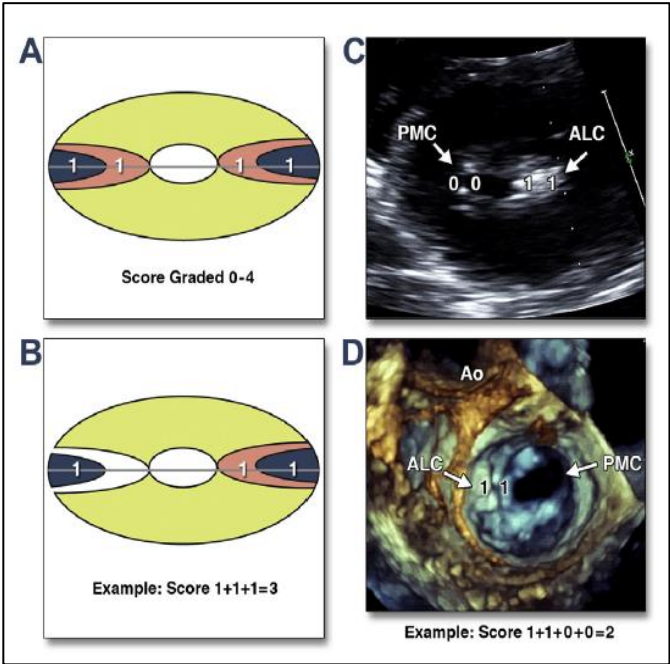 A
1 1 1 1
Score Graded 0-4
B
1 1 1
Example: Score 1+1+1=3
C
PMC ALC
0 0 1 1
D
Ao
ALC PMC
1 1
Example: Score 1+1+0+0=2